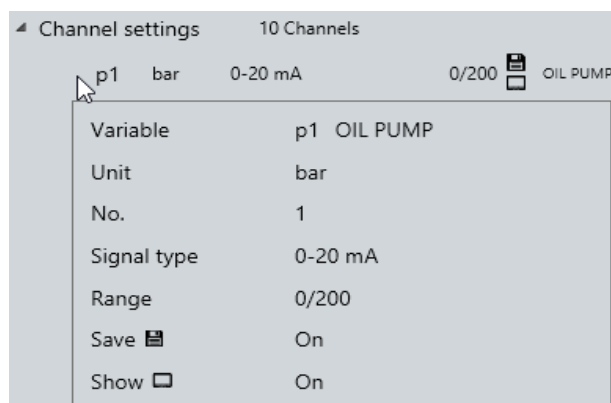 Channel settings 10 Channels
p1 bar 0-20 mA 0/200 OIL PUMP
Variable p1 OIL PUMP
Unit bar
No. 1
Signal type 0-20 mA
Range 0/200
Save On
Show On